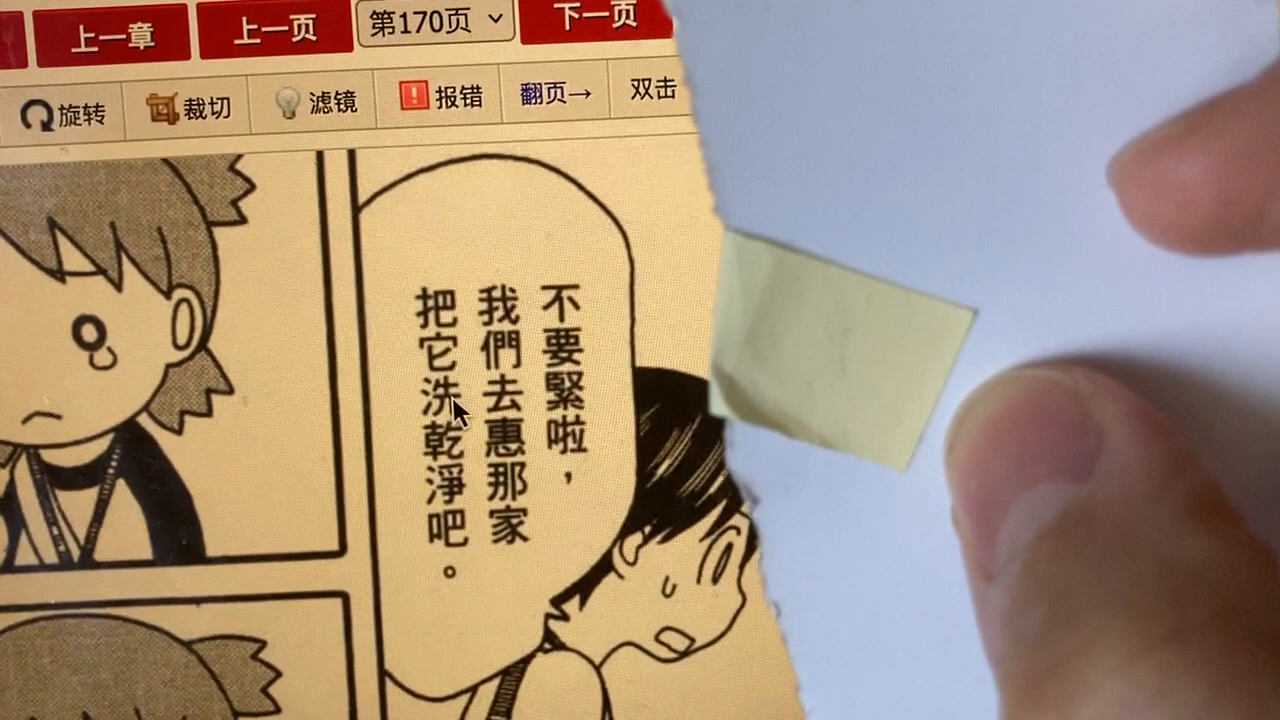 上一章
上一页
第170页
下一页
旋转
裁切
滤镜
报错
翻页→
双击
不要緊啦，
我們去惠那家
把它洗乾淨吧。